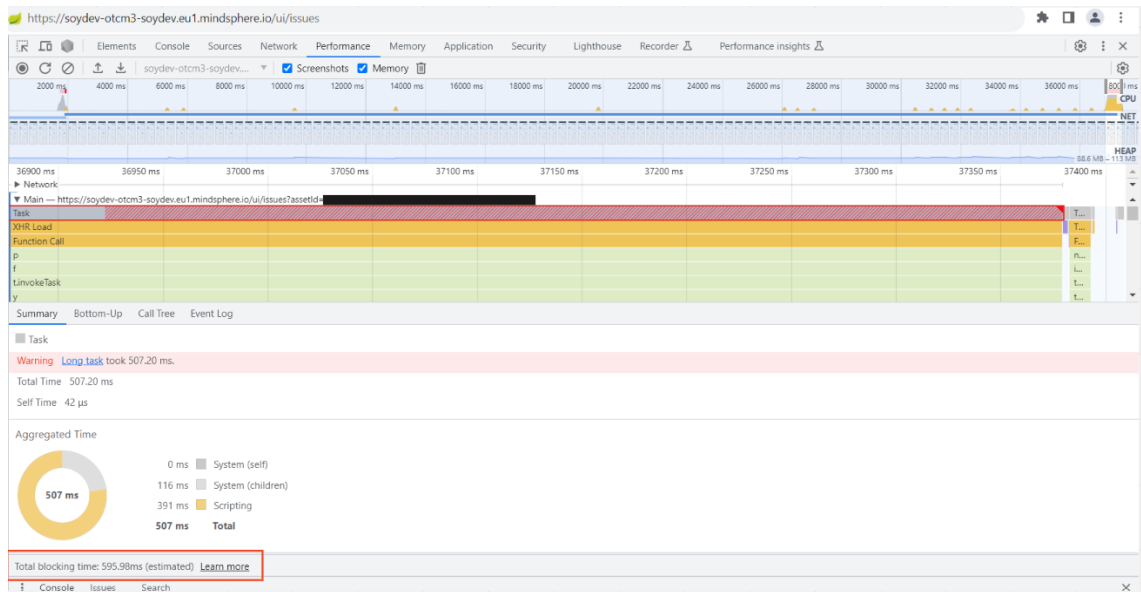 https://soydev-otcm3-soydev.eu1.mindsphere.io/ui/issues
Elements Console Sources Network Performance Memory Application Security Lighthouse Recorder Performance insights
soydev-otcm3-soydev.... Screenshots Memory
2000 ms 4000 ms 6000 ms 8000 ms 10000 ms 12000 ms 14000 ms 16000 ms 18000 ms 20000 ms 22000 ms 24000 ms 26000 ms 28000 ms 30000 ms 32000 ms 34000 ms 36000 ms ms
CPU
NET
HEAP
88.6 MB – 113 MB
36900 ms 36950 ms 37000 ms 37050 ms 37100 ms 37150 ms 37200 ms 37250 ms 37300 ms 37350 ms 37400 ms
Network
Main — https://soydev-otcm3-soydev.eu1.mindsphere.io/ui/issues?assetId=
Task T...
XHR Load T...
Function Call F...
p n...
f i...
t.invokeTask t...
y t...
Summary Bottom-Up Call Tree Event Log
Task
Warning Long task took 507.20 ms.
Total Time 507.20 ms
Self Time 42 μs
Aggregated Time
0 ms System (self)
116 ms System (children)
507 ms
391 ms Scripting
507 ms Total
Total blocking time: 595.98ms (estimated) Learn more
Console Issues Search